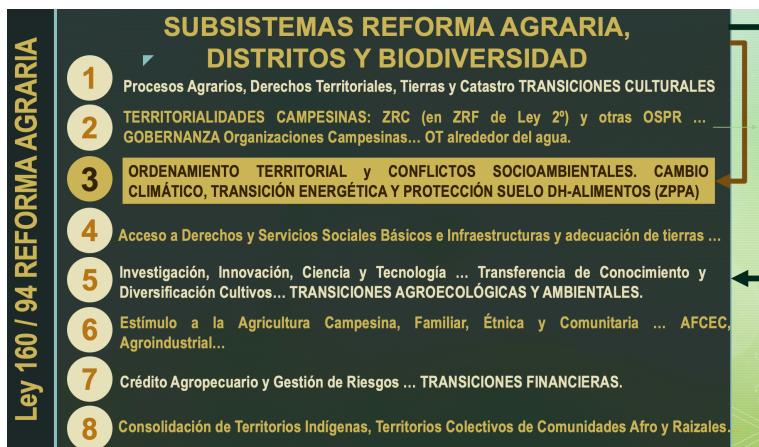 Ley 160 / 94 REFORMA AGRARIA
SUBSISTEMAS REFORMA AGRARIA,
DISTRITOS Y BIODIVERSIDAD
1
Procesos Agrarios, Derechos Territoriales, Tierras y Catastro TRANSICIONES CULTURALES
2
TERRITORIALIDADES CAMPESINAS: ZRC (en ZRF de Ley 2º) y otras OSPR ...
GOBERNANZA Organizaciones Campesinas... OT alrededor del agua.
3
ORDENAMIENTO TERRITORIAL y CONFLICTOS SOCIOAMBIENTALES. CAMBIO
CLIMÁTICO, TRANSICIÓN ENERGÉTICA Y PROTECCIÓN SUELO DH-ALIMENTOS (ZPPA)
4
Acceso a Derechos y Servicios Sociales Básicos e Infraestructuras y adecuación de tierras ...
5
Investigación, Innovación, Ciencia y Tecnología ... Transferencia de Conocimiento y
Diversificación Cultivos... TRANSICIONES AGROECOLÓGICAS Y AMBIENTALES.
6
Estímulo a la Agricultura Campesina, Familiar, Étnica y Comunitaria ... AFCEC,
Agroindustrial...
7
Crédito Agropecuario y Gestión de Riesgos ... TRANSICIONES FINANCIERAS.
8
Consolidación de Territorios Indígenas, Territorios Colectivos de Comunidades Afro y Raizales.